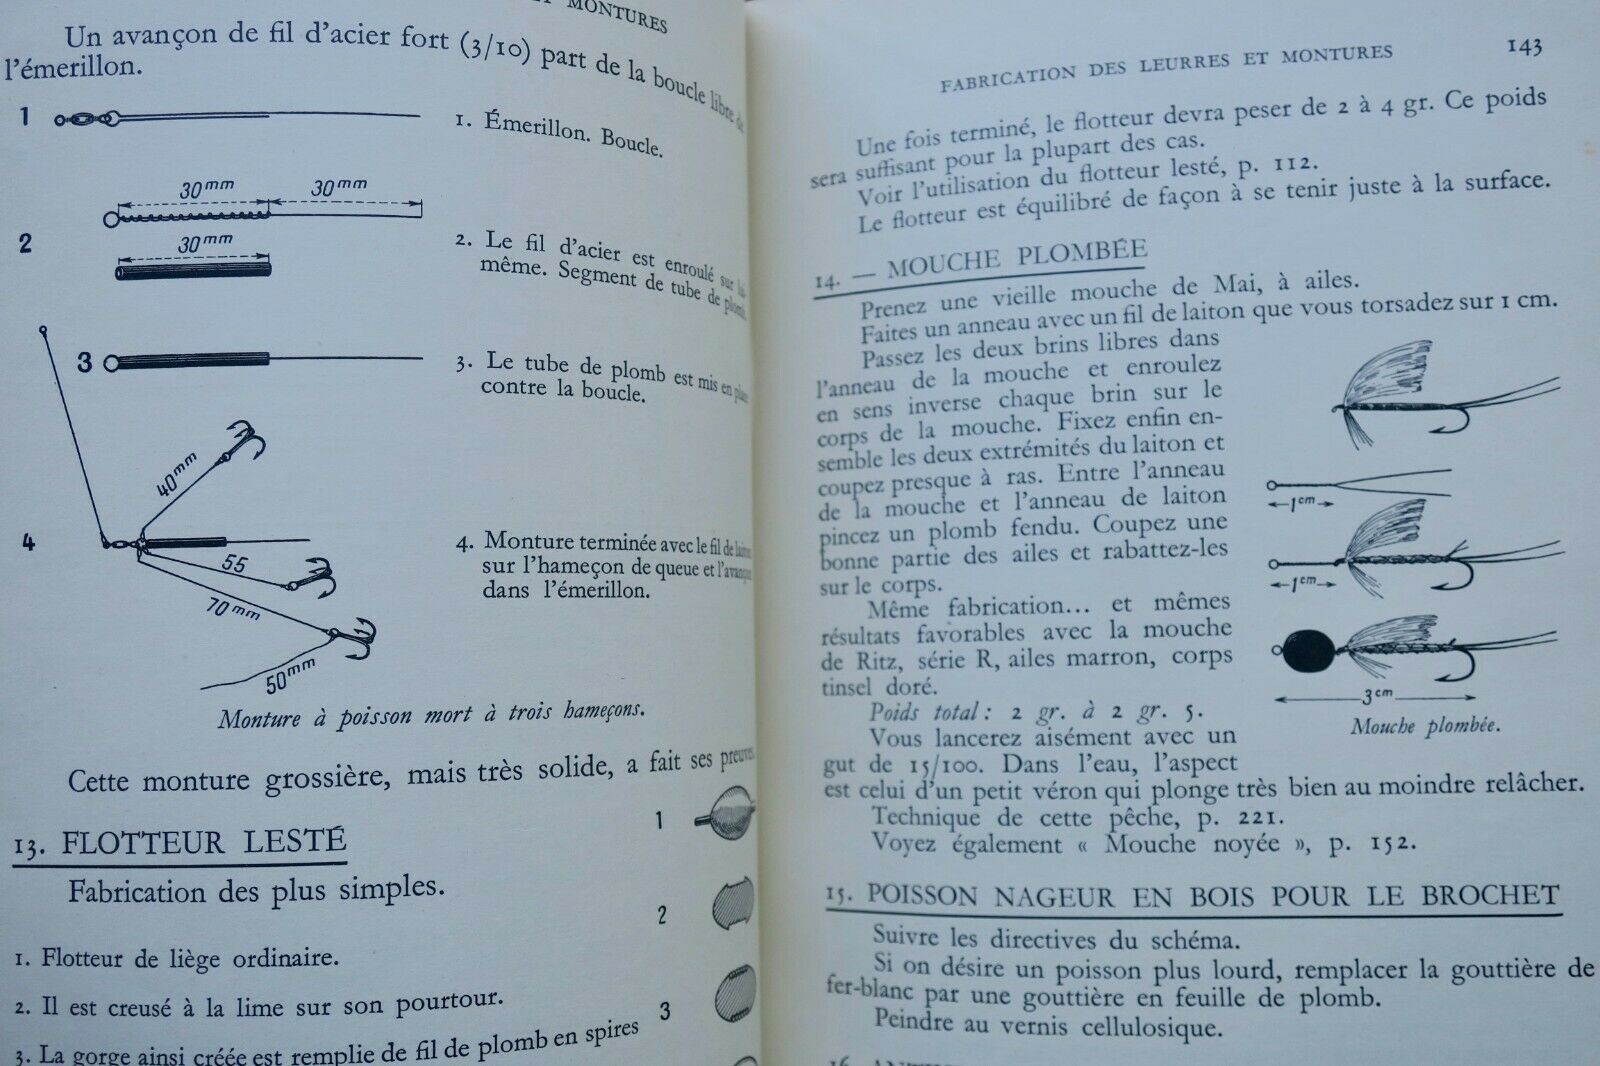 ET MONTURES
Un avançon de fil d'acier fort (3/10) part de la boucle libre de
l'émerillon.
1
1. Émerillon. Boucle.
30mm 30mm
2
30mm
2. Le fil d'acier est enroulé sur lui-
même. Segment de tube de plomb.
3
3. Le tube de plomb est mis en place
contre la boucle.
40mm
4
55
70mm
50mm
4. Monture terminée avec le fil de laiton
sur l'hameçon de queue et l'avançon
dans l'émerillon.
Monture à poisson mort à trois hameçons.
Cette monture grossière, mais très solide, a fait ses preuves.
13. FLOTTEUR LESTÉ
Fabrication des plus simples.
1. Flotteur de liège ordinaire.
2. Il est creusé à la lime sur son pourtour.
3. La gorge ainsi créée est remplie de fil de plomb en spires
1
2
3
FABRICATION DES LEURRES ET MONTURES 143
Une fois terminé, le flotteur devra peser de 2 à 4 gr. Ce poids
sera suffisant pour la plupart des cas.
Voir l'utilisation du flotteur lesté, p. 112.
Le flotteur est équilibré de façon à se tenir juste à la surface.
14. — MOUCHE PLOMBÉE
Prenez une vieille mouche de Mai, à ailes.
Faites un anneau avec un fil de laiton que vous torsadez sur 1 cm.
Passez les deux brins libres dans
l'anneau de la mouche et enroulez
en sens inverse chaque brin sur le
corps de la mouche. Fixez enfin en-
semble les deux extrémités du laiton et
coupez presque à ras. Entre l'anneau
de la mouche et l'anneau de laiton
pincez un plomb fendu. Coupez une
bonne partie des ailes et rabattez-les
sur le corps.
Même fabrication... et mêmes
résultats favorables avec la mouche
de Ritz, série R, ailes marron, corps
tinsel doré.
Poids total : 2 gr. à 2 gr. 5.
Vous lancerez aisément avec un
gut de 15/100. Dans l'eau, l'aspect
est celui d'un petit véron qui plonge très bien au moindre relâcher.
Technique de cette pêche, p. 221.
Voyez également « Mouche noyée », p. 152.
1cm
1cm
3cm
Mouche plombée.
15. POISSON NAGEUR EN BOIS POUR LE BROCHET
Suivre les directives du schéma.
Si on désire un poisson plus lourd, remplacer la gouttière de
fer-blanc par une gouttière en feuille de plomb.
Peindre au vernis cellulosique.
16.